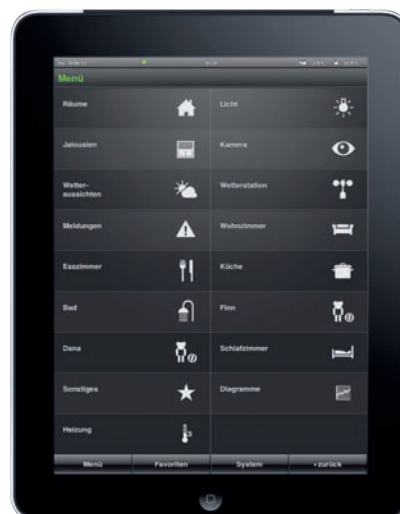 Menü
Räume
Licht
Jalousien
Kamera
Wetter-
aussichten
Wetterstation
Meldungen
Wohnzimmer
Esszimmer
Küche
Bad
Finn
Dana
Schlafzimmer
Sonstiges
Diagramme
Heizung
Menü Favoriten System ‹zurück